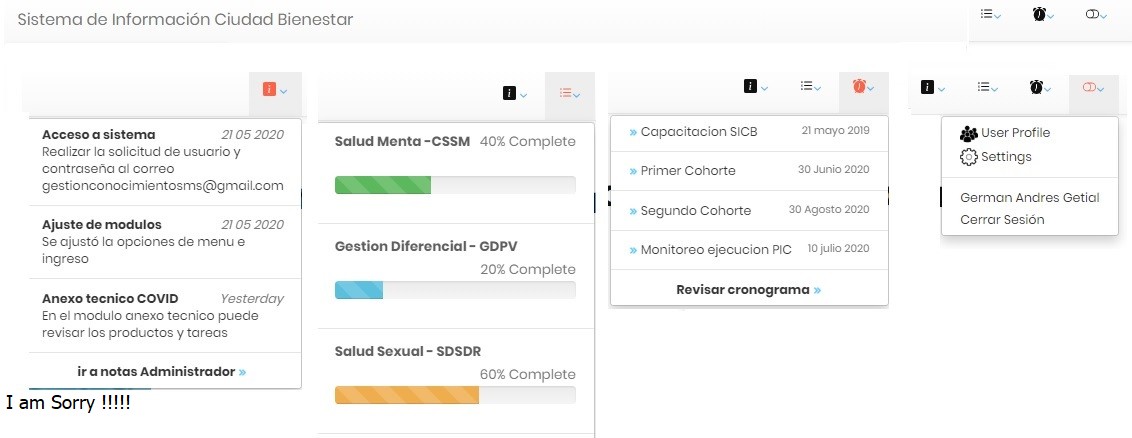 Sistema de Información Ciudad Bienestar
Acceso a sistema 21 05 2020
Realizar la solicitud de usuario y
contraseña al correo
gestionconocimientosms@gmail.com
Ajuste de modulos 21 05 2020
Se ajustó la opciones de menu e
ingreso
Anexo tecnico COVID Yesterday
En el modulo anexo tecnico puede
revisar los productos y tareas
ir a notas Administrador »
I am Sorry !!!!!
Salud Menta -CSSM 40% Complete
Gestion Diferencial - GDPV
20% Complete
Salud Sexual - SDSDR
60% Complete
» Capacitacion SICB 21 mayo 2019
» Primer Cohorte 30 Junio 2020
» Segundo Cohorte 30 Agosto 2020
» Monitoreo ejecucion PIC 10 julio 2020
Revisar cronograma »
User Profile
Settings
German Andres Getial
Cerrar Sesión